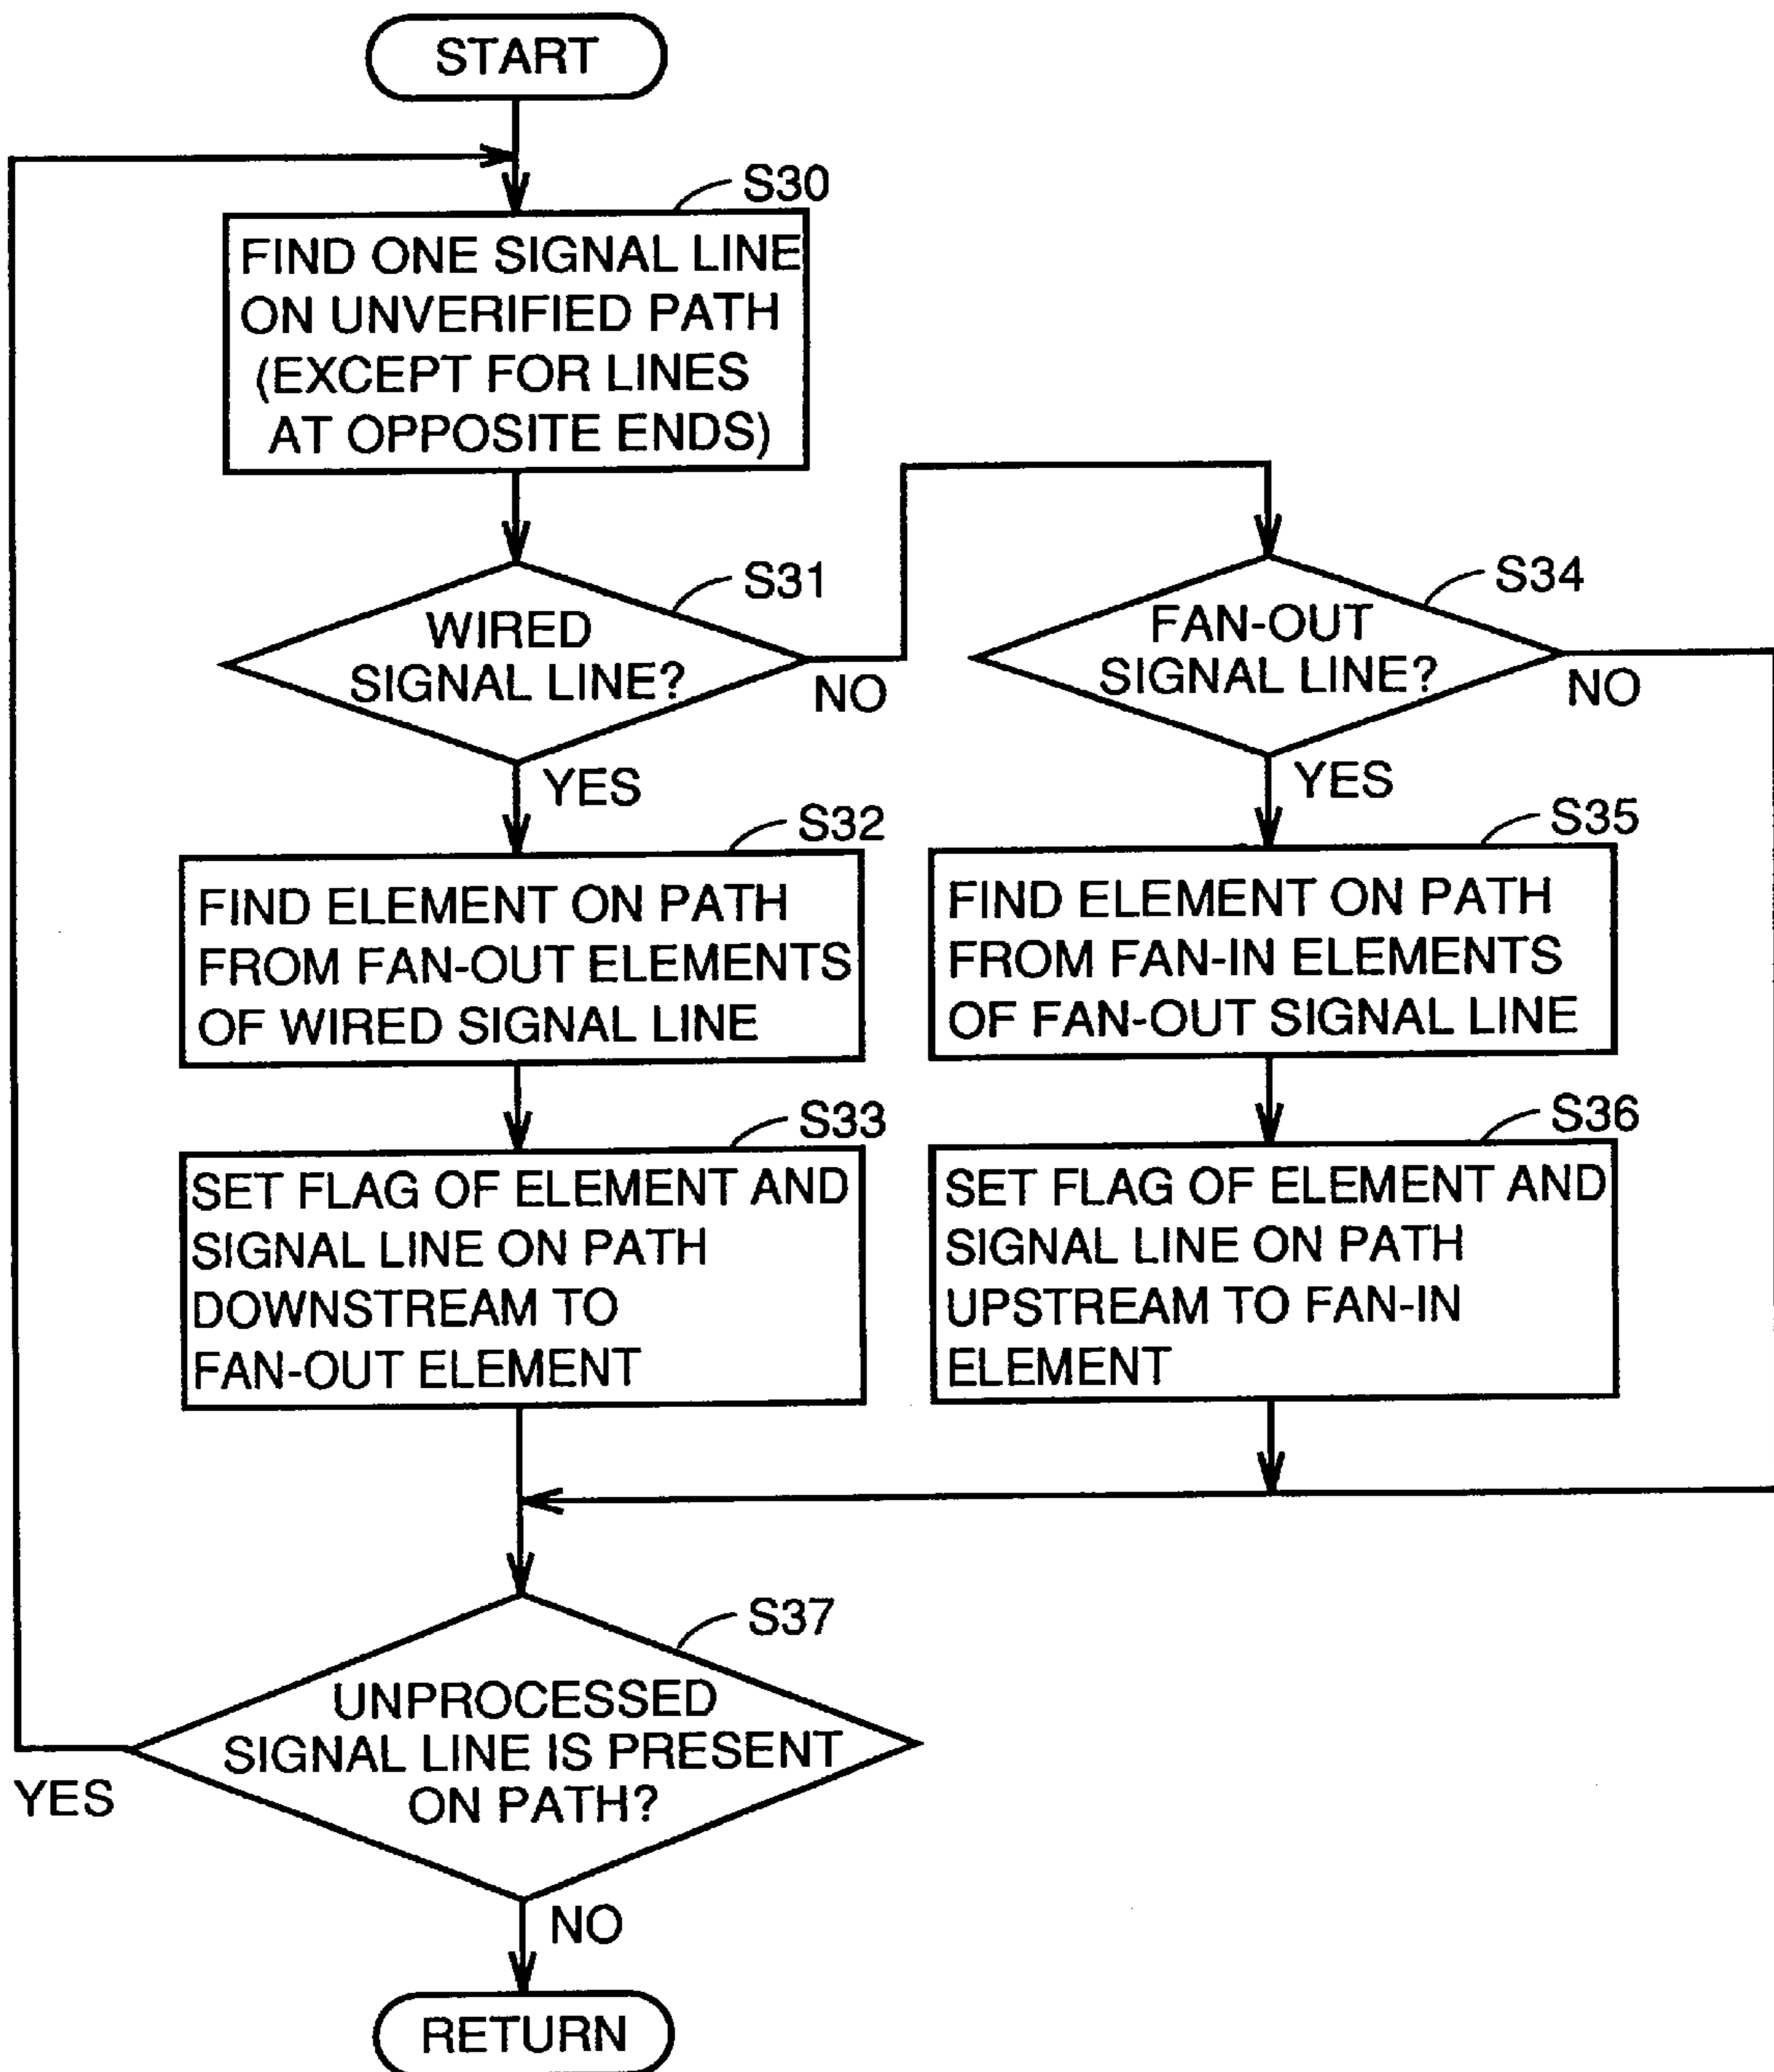 START
S30
FIND ONE SIGNAL LINE
ON UNVERIFIED PATH
(EXCEPT FOR LINES
AT OPPOSITE ENDS)
S31
WIRED
SIGNAL LINE?
NO
YES
S34
FAN-OUT
SIGNAL LINE?
NO
YES
S32
FIND ELEMENT ON PATH
FROM FAN-OUT ELEMENTS
OF WIRED SIGNAL LINE
S35
FIND ELEMENT ON PATH
FROM FAN-IN ELEMENTS
OF FAN-OUT SIGNAL LINE
S33
SET FLAG OF ELEMENT AND
SIGNAL LINE ON PATH
DOWNSTREAM TO
FAN-OUT ELEMENT
S36
SET FLAG OF ELEMENT AND
SIGNAL LINE ON PATH
UPSTREAM TO FAN-IN
ELEMENT
S37
UNPROCESSED
SIGNAL LINE IS PRESENT
ON PATH?
YES
NO
RETURN